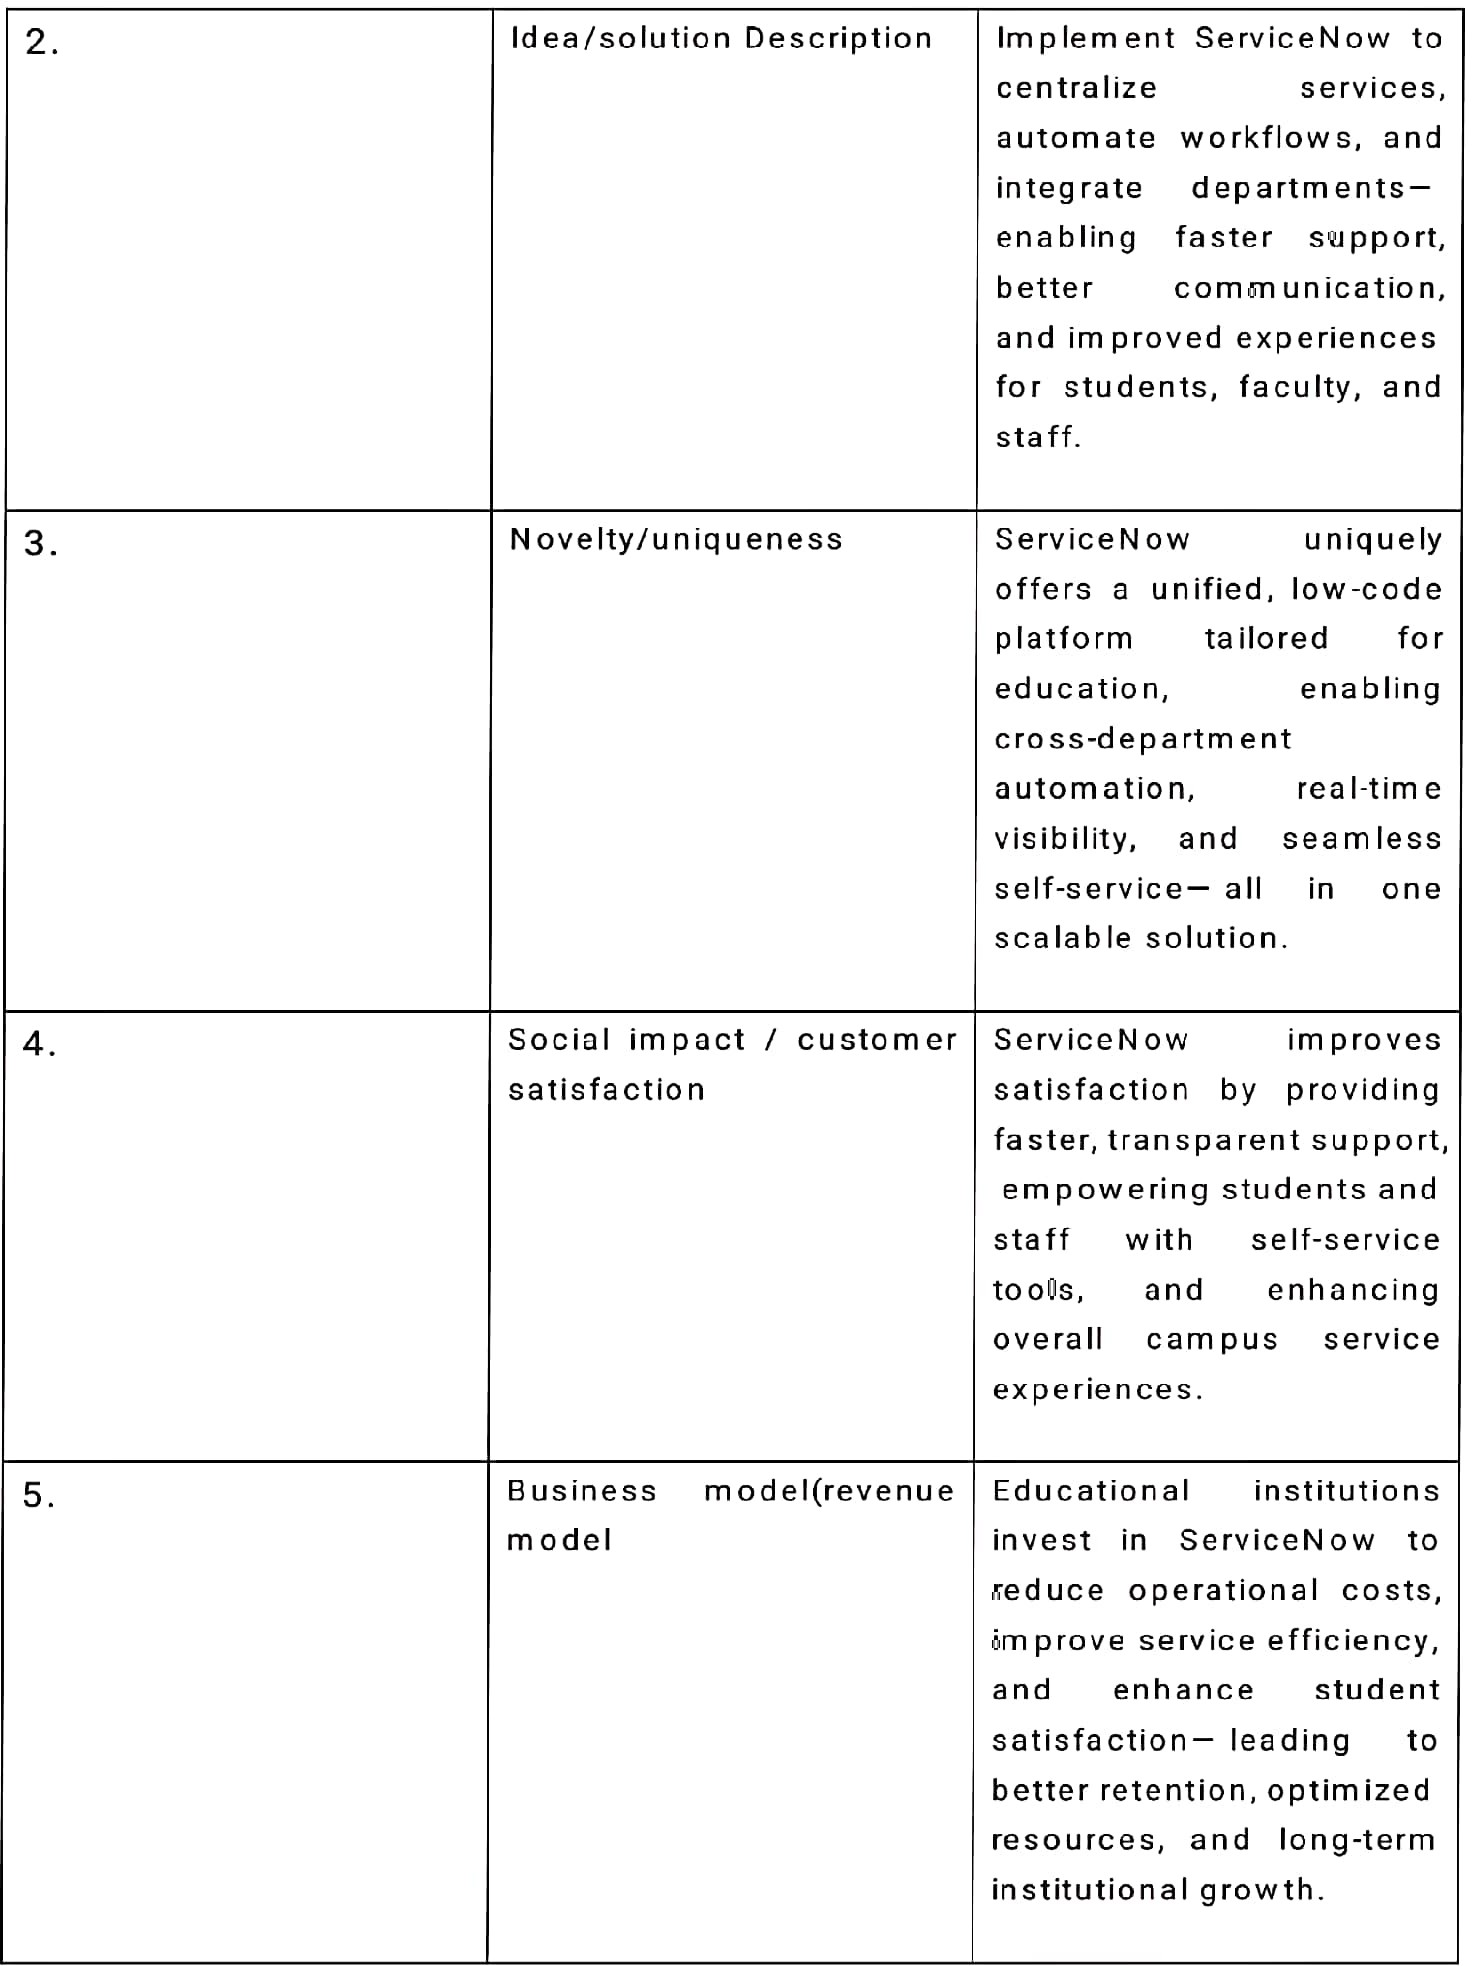 2.
Idea/solution Description
Implement ServiceNow to
centralize services,
automate workflows, and
integrate departments—
enabling faster support,
better communication,
and improved experiences
for students, faculty, and
staff.
3.
Novelty/uniqueness
ServiceNow uniquely
offers a unified, low-code
platform tailored for
education, enabling
cross-department
automation, real-time
visibility, and seamless
self-service— all in one
scalable solution.
4.
Social impact / customer
satisfaction
ServiceNow improves
satisfaction by providing
faster, transparent support,
empowering students and
staff with self-service
tools, and enhancing
overall campus service
experiences.
5.
Business model(revenue
model
Educational institutions
invest in ServiceNow to
reduce operational costs,
improve service efficiency,
and enhance student
satisfaction— leading to
better retention, optimized
resources, and long-term
institutional growth.